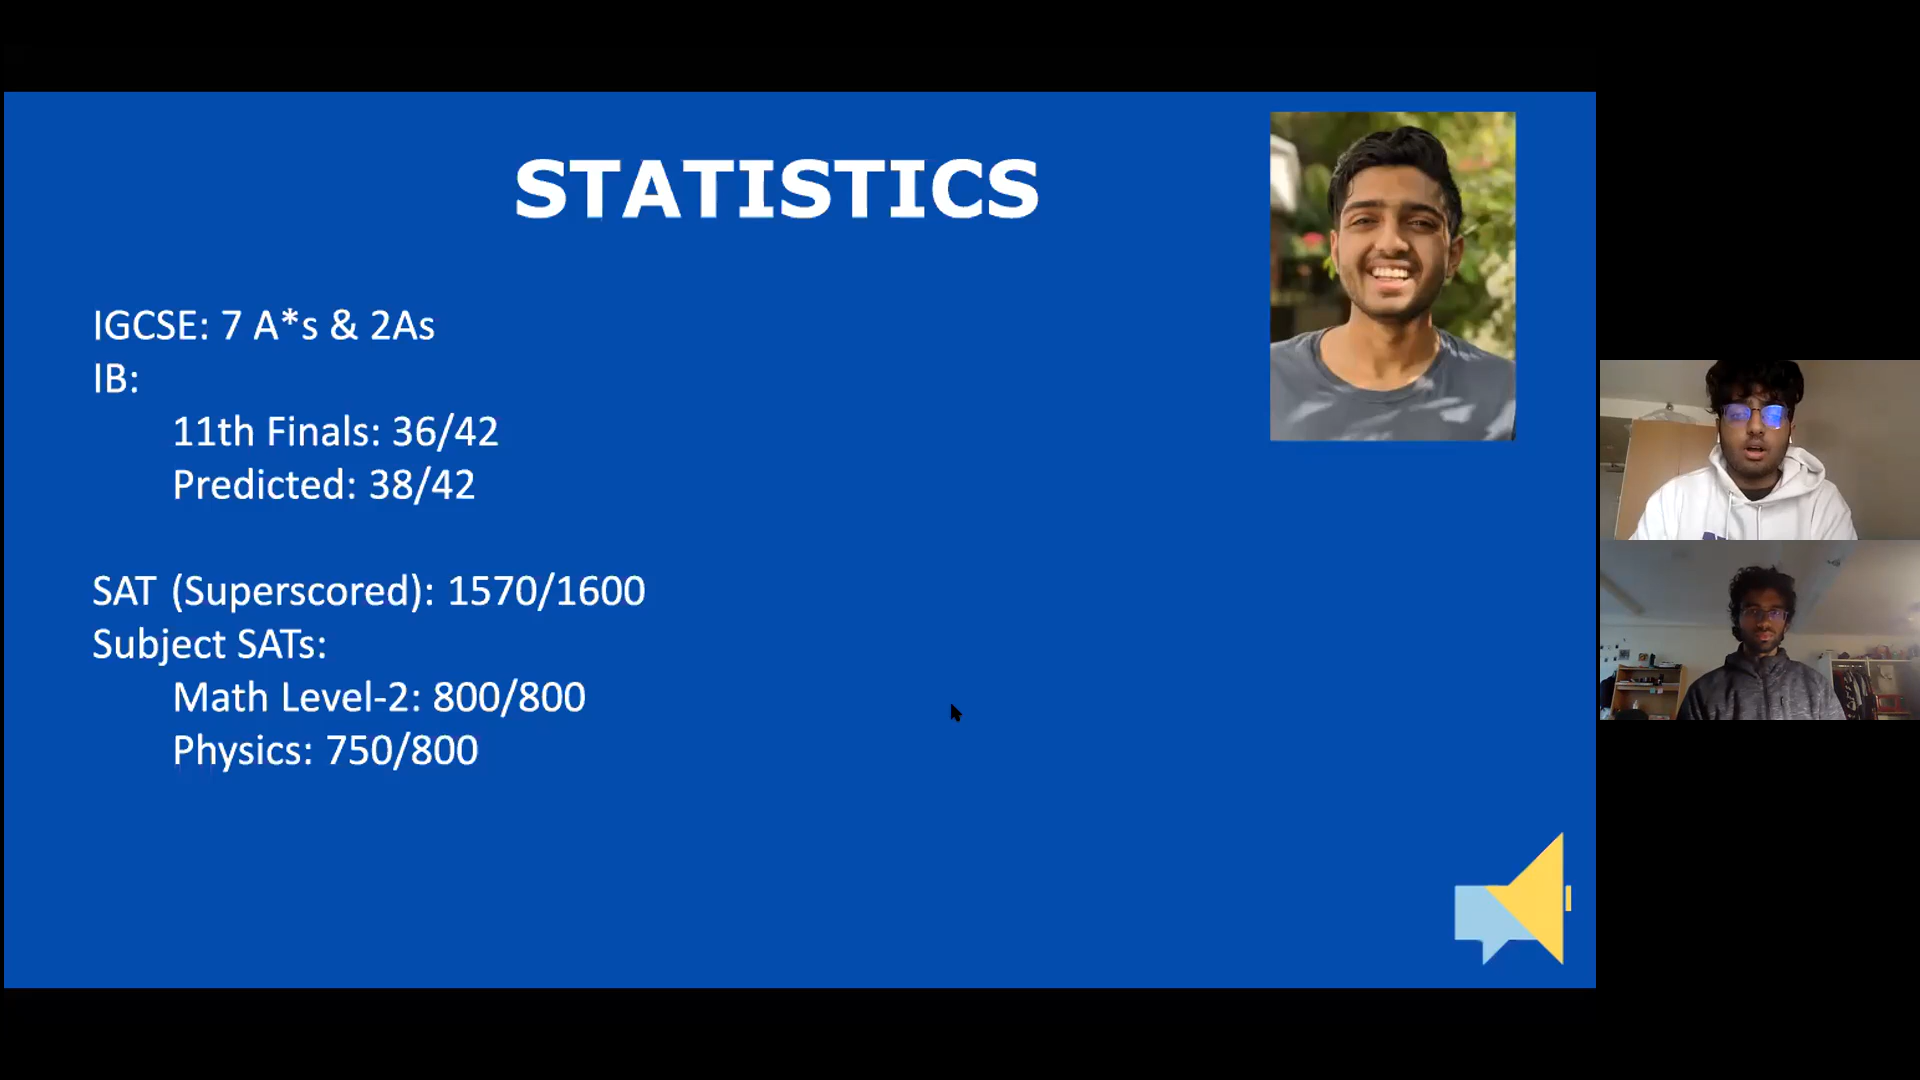 STATISTICS
IGCSE: 7 A*s & 2As
IB:
11th Finals: 36/42
Predicted: 38/42
SAT (Superscored): 1570/1600
Subject SATs:
Math Level-2: 800/800
Physics: 750/800